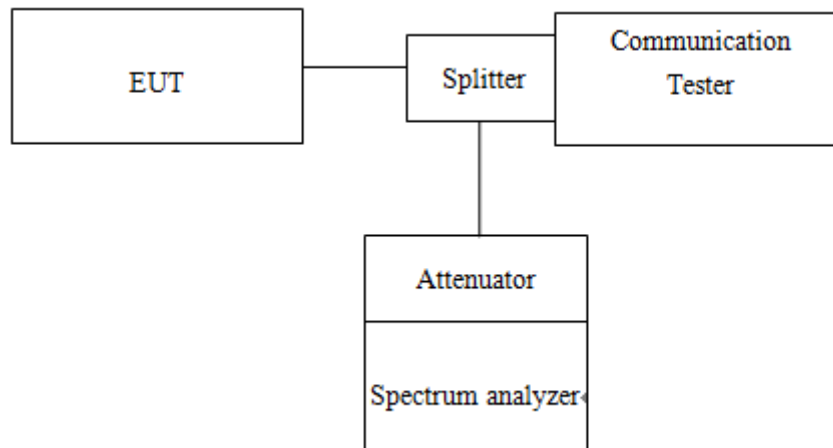 EUT
Splitter
Communication
Tester
Attenuator
Spectrum analyzer